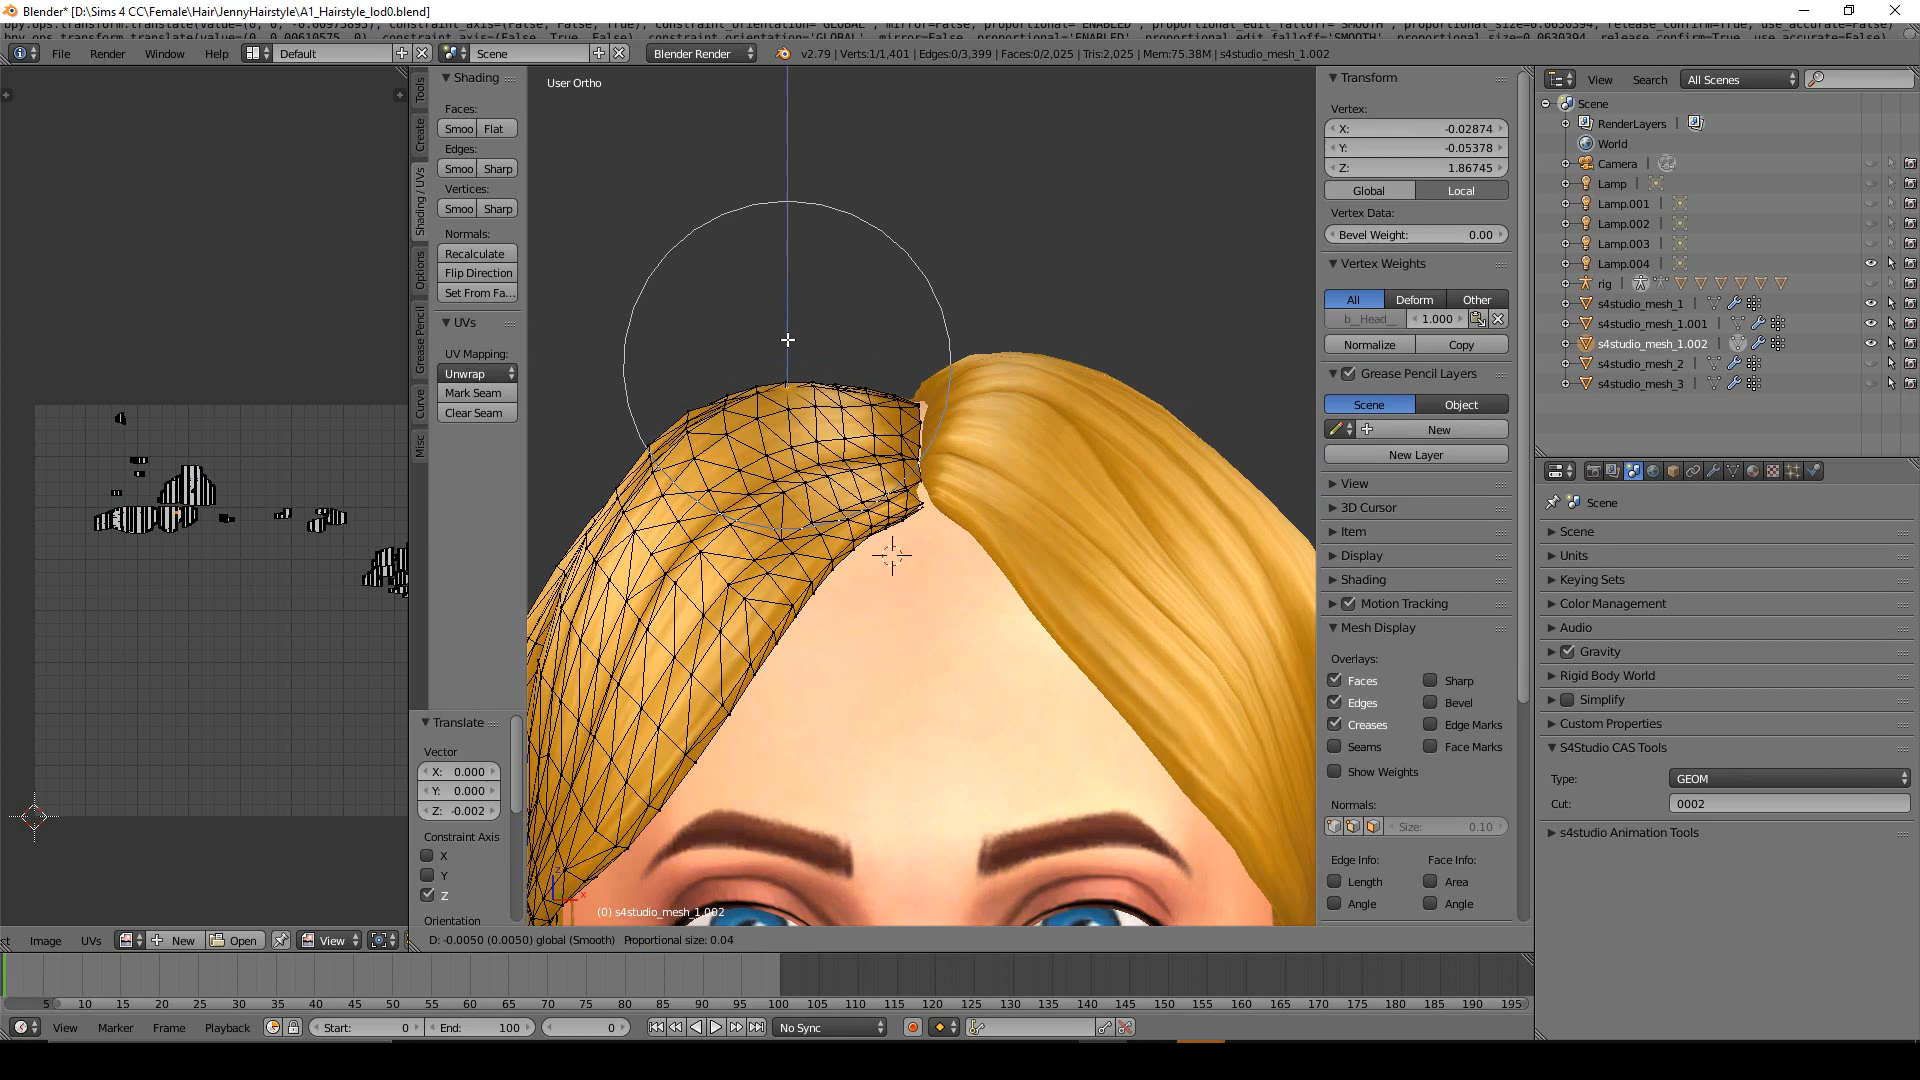 Blender* [D:\Sims 4 CC\Female\Hair\JennyHairstyle\A1_Hairstyle_lod0.blend]
File Render Window Help Default Scene Blender Render v2.79 | Verts:1/1,401 | Edges:0/3,399 | Faces:0/2,025 | Tris:2,025 | Mem:75.38M | s4studio_mesh_1.002
Tools
Create
Shading / UVs
Options
Grease Pencil
Curve
Misc
Shading
Faces:
Smoo Flat
Edges:
Smoo Sharp
Vertices:
Smoo Sharp
Normals:
Recalculate
Flip Direction
Set From Fa...
UVs
UV Mapping:
Unwrap
Mark Seam
Clear Seam
Translate
Vector
X: 0.000
Y: 0.000
Z: -0.002
Constraint Axis
X
Y
Z
Orientation
User Ortho
(0) s4studio_mesh_1.002
Image UVs New Open View D: -0.0050 (0.0050) global (Smooth) Proportional size: 0.04
Transform
Vertex:
X: -0.02874
Y: -0.05378
Z: 1.86745
Global Local
Vertex Data:
Bevel Weight: 0.00
Vertex Weights
All Deform Other
b__Head_ 1.000
Normalize Copy
Grease Pencil Layers
Scene Object
New
New Layer
View
3D Cursor
Item
Display
Shading
Motion Tracking
Mesh Display
Overlays:
Faces Sharp
Edges Bevel
Creases Edge Marks
Seams Face Marks
Show Weights
Normals:
Size: 0.10
Edge Info: Face Info:
Length Area
Angle Angle
View Search All Scenes
Scene
RenderLayers
World
Camera
Lamp
Lamp.001
Lamp.002
Lamp.003
Lamp.004
rig
s4studio_mesh_1
s4studio_mesh_1.001
s4studio_mesh_1.002
s4studio_mesh_2
s4studio_mesh_3
Scene
Scene
Units
Keying Sets
Color Management
Audio
Gravity
Rigid Body World
Simplify
Custom Properties
S4Studio CAS Tools
Type: GEOM
Cut: 0002
s4studio Animation Tools
5 10 15 20 25 30 35 40 45 50 55 60 65 70 75 80 85 90 95 100 105 110 115 120 125 130 135 140 145 150 155 160 165 170 175 180 185 190 195
View Marker Frame Playback Start: 0 End: 100 0 No Sync